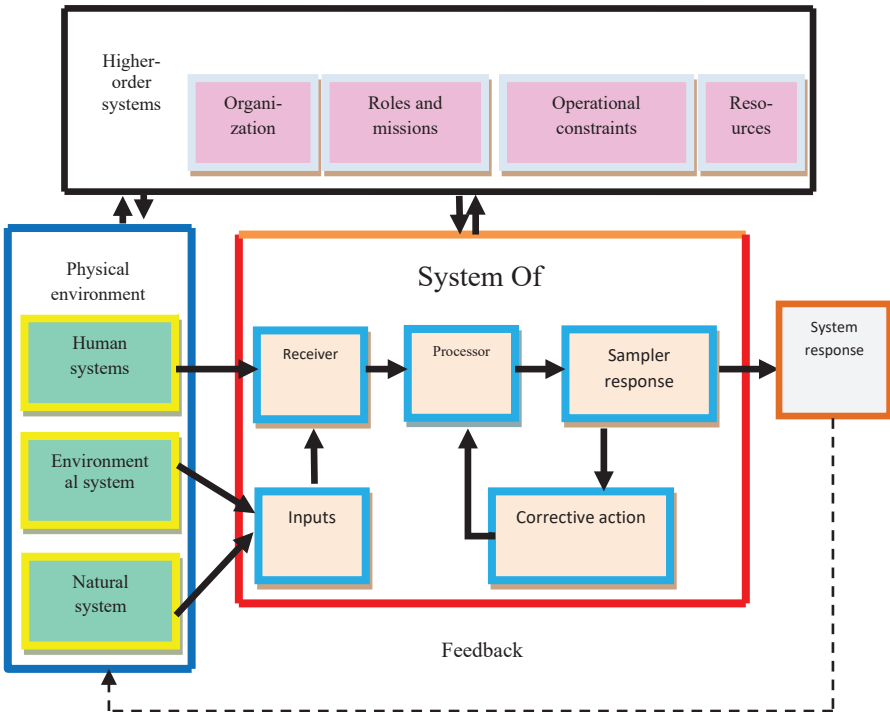 Higher-
order
systems
Organi-
zation
Roles and
missions
Operational
constraints
Reso-
urces
Physical
environment
System Of
Human
systems
Receiver
Processor
Sampler
response
System
response
Environment
al system
Inputs
Corrective action
Natural
system
Feedback